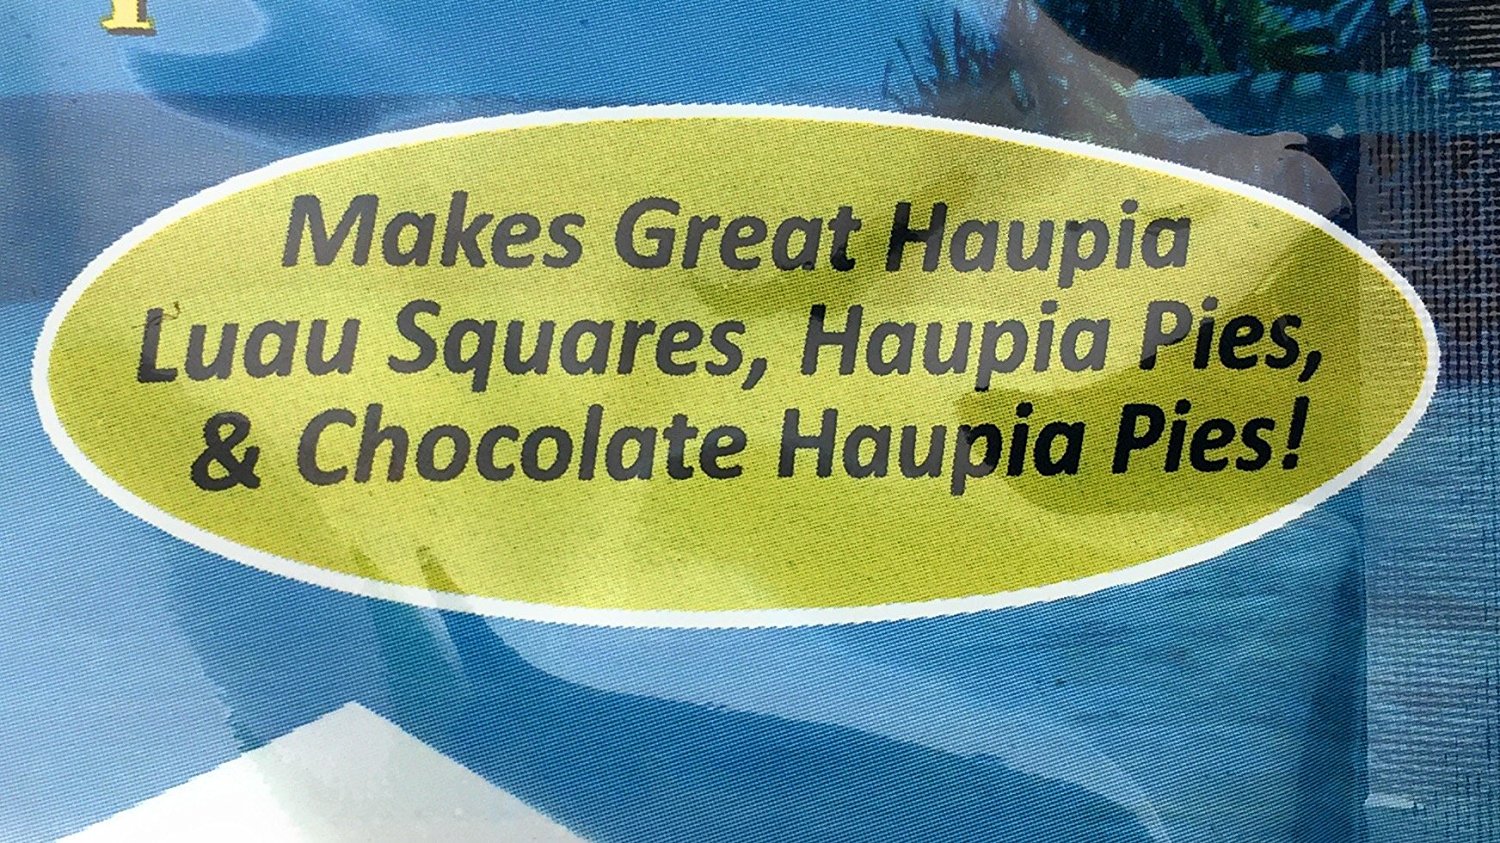 Makes Great Haupia
Luau Squares, Haupia Pies,
& Chocolate Haupia Pies!